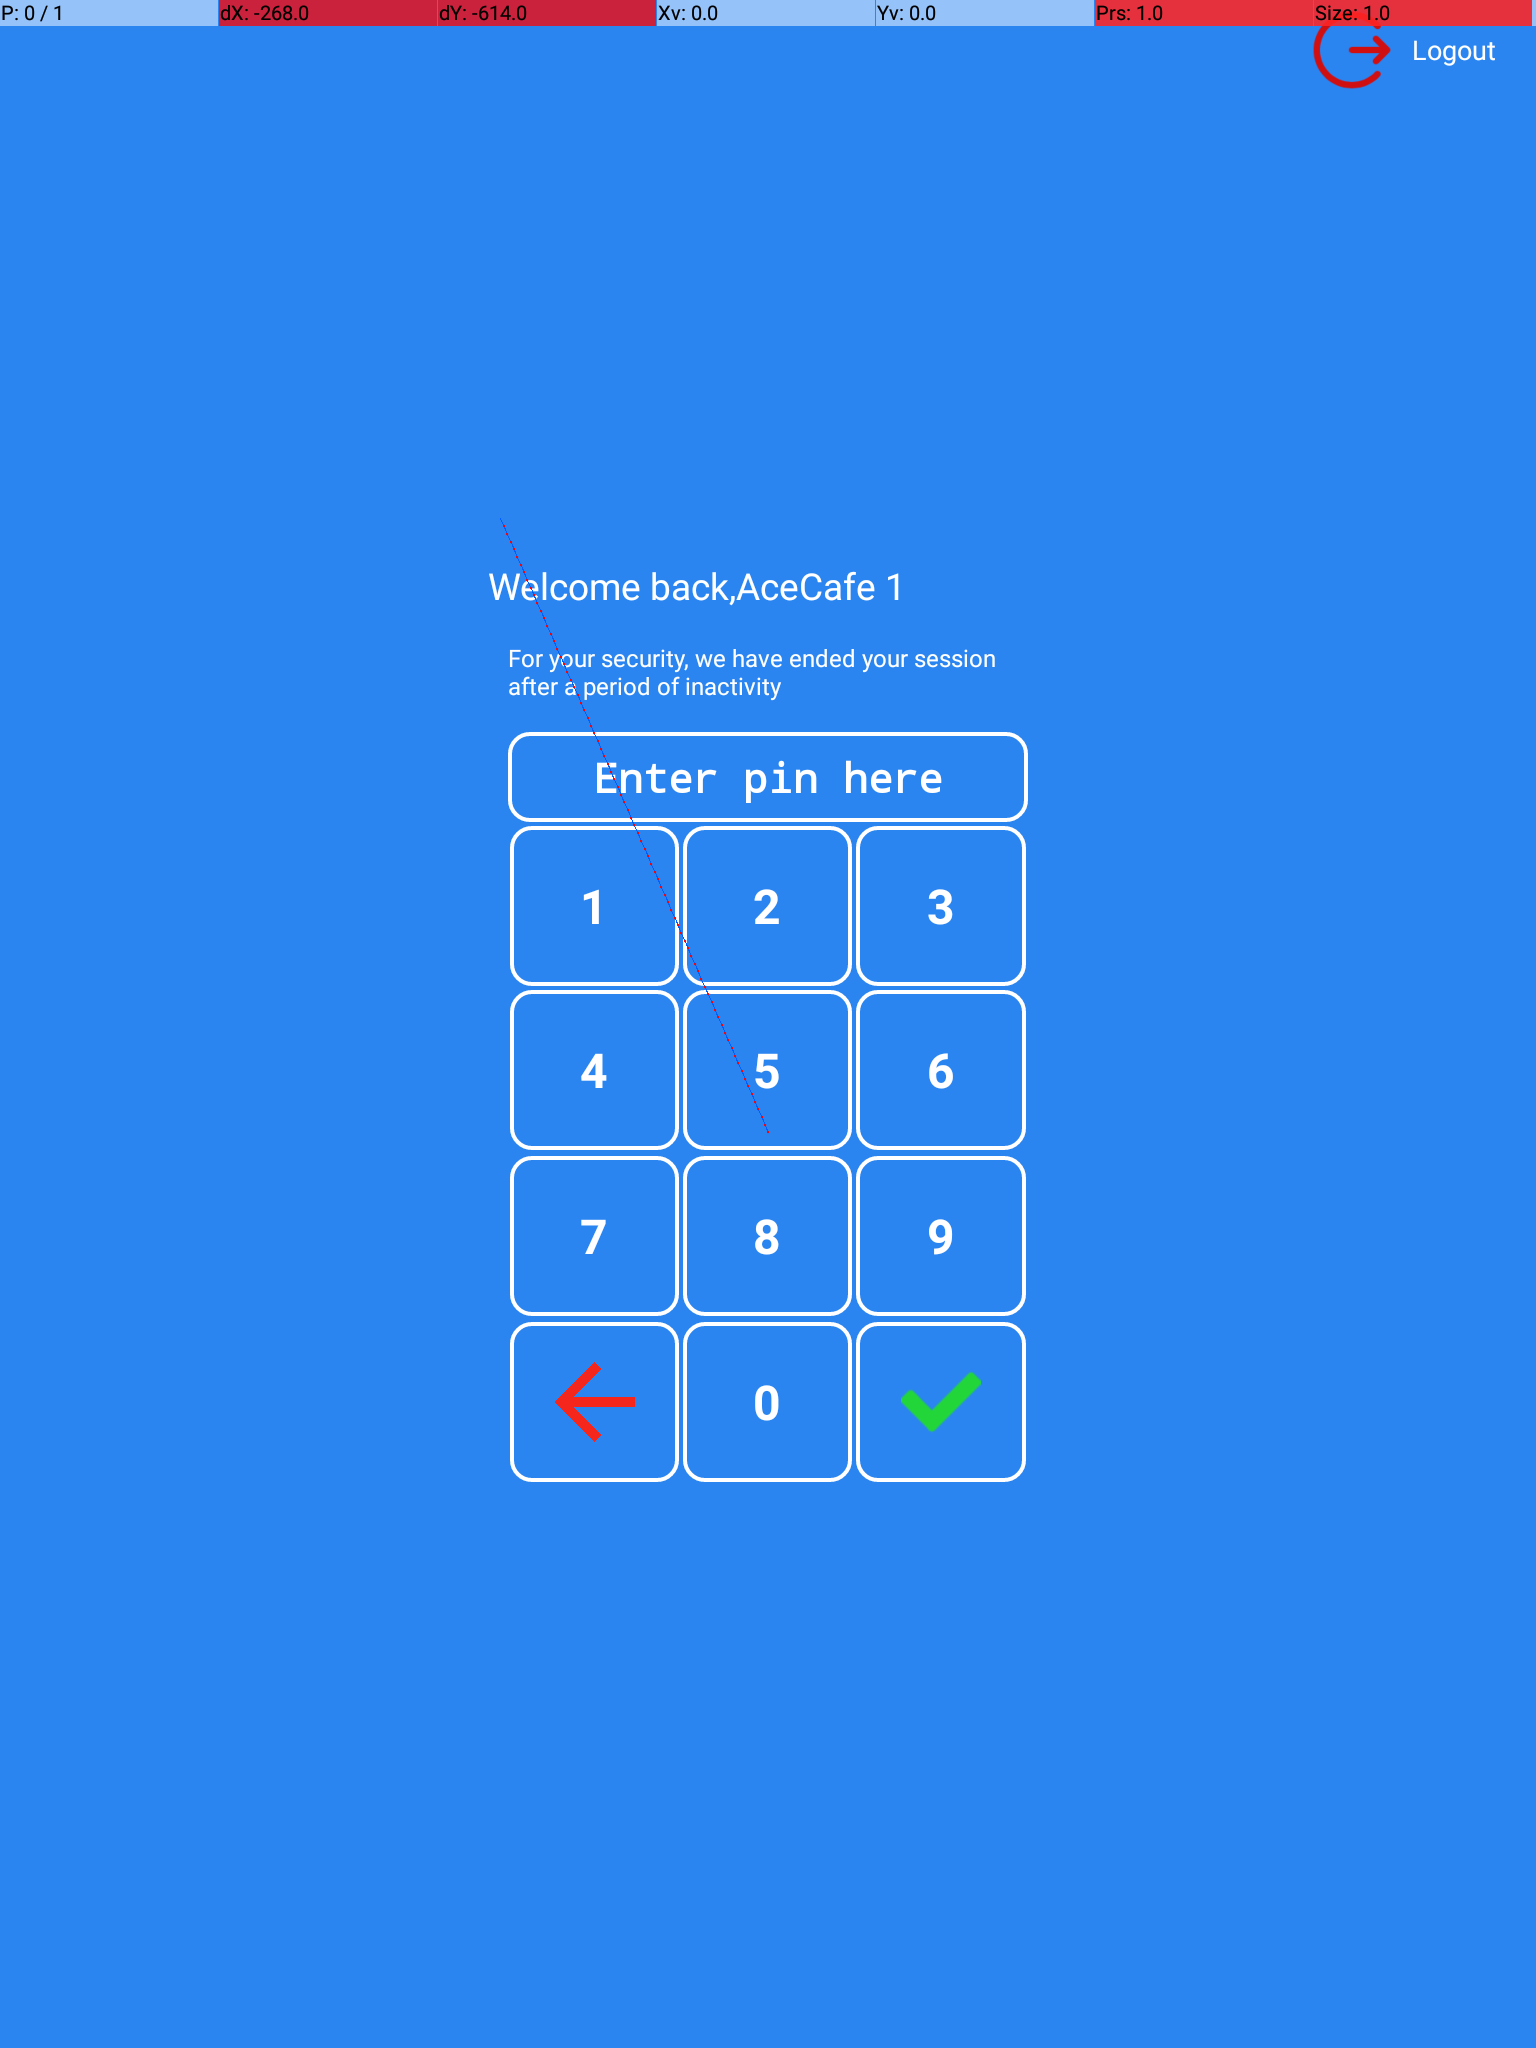 P: 0 / 1 dX: -268.0 dY: -614.0 Xv: 0.0 Yv: 0.0 Prs: 1.0 Size: 1.0
Logout
Welcome back,AceCafe 1
For your security, we have ended your session
after a period of inactivity
Enter pin here
1 2 3
4 5 6
7 8 9
0